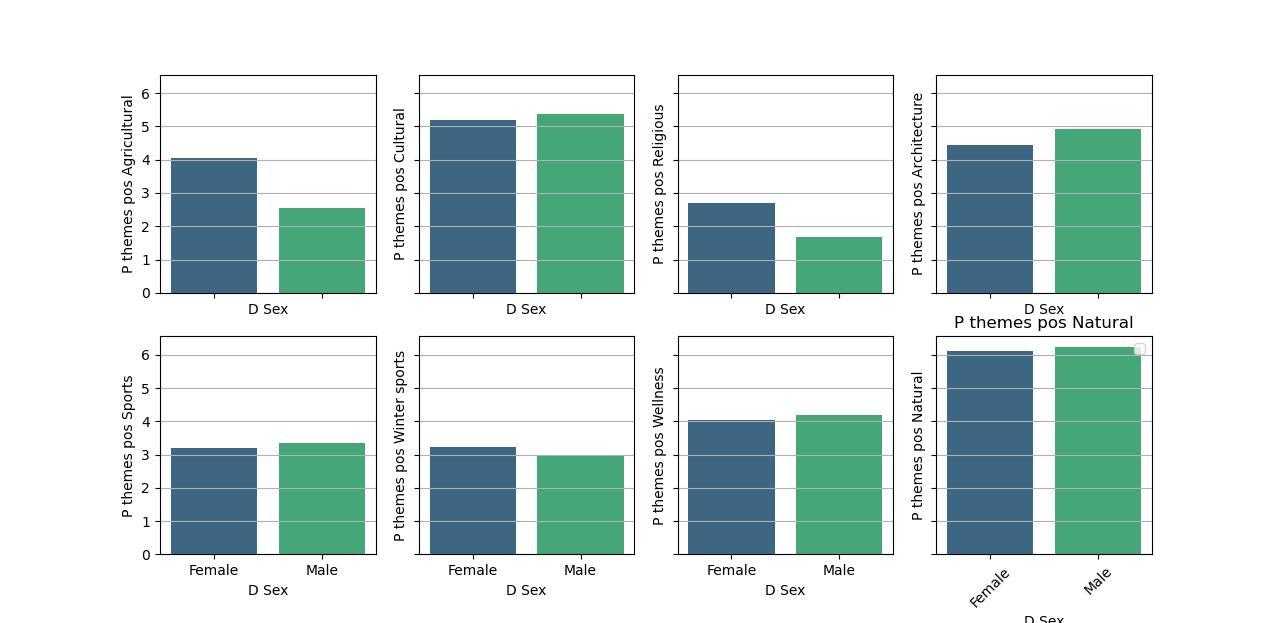 P themes pos Agricultural
6
5
4
3
2
1
0
D Sex
P themes pos Cultural
D Sex
P themes pos Religious
D Sex
P themes pos Architecture
D Sex
P themes pos Sports
6
5
4
3
2
1
0
Female Male
D Sex
P themes pos Winter sports
Female Male
D Sex
P themes pos Wellness
Female Male
D Sex
P themes pos Natural
P themes pos Natural
Female Male
D Sex